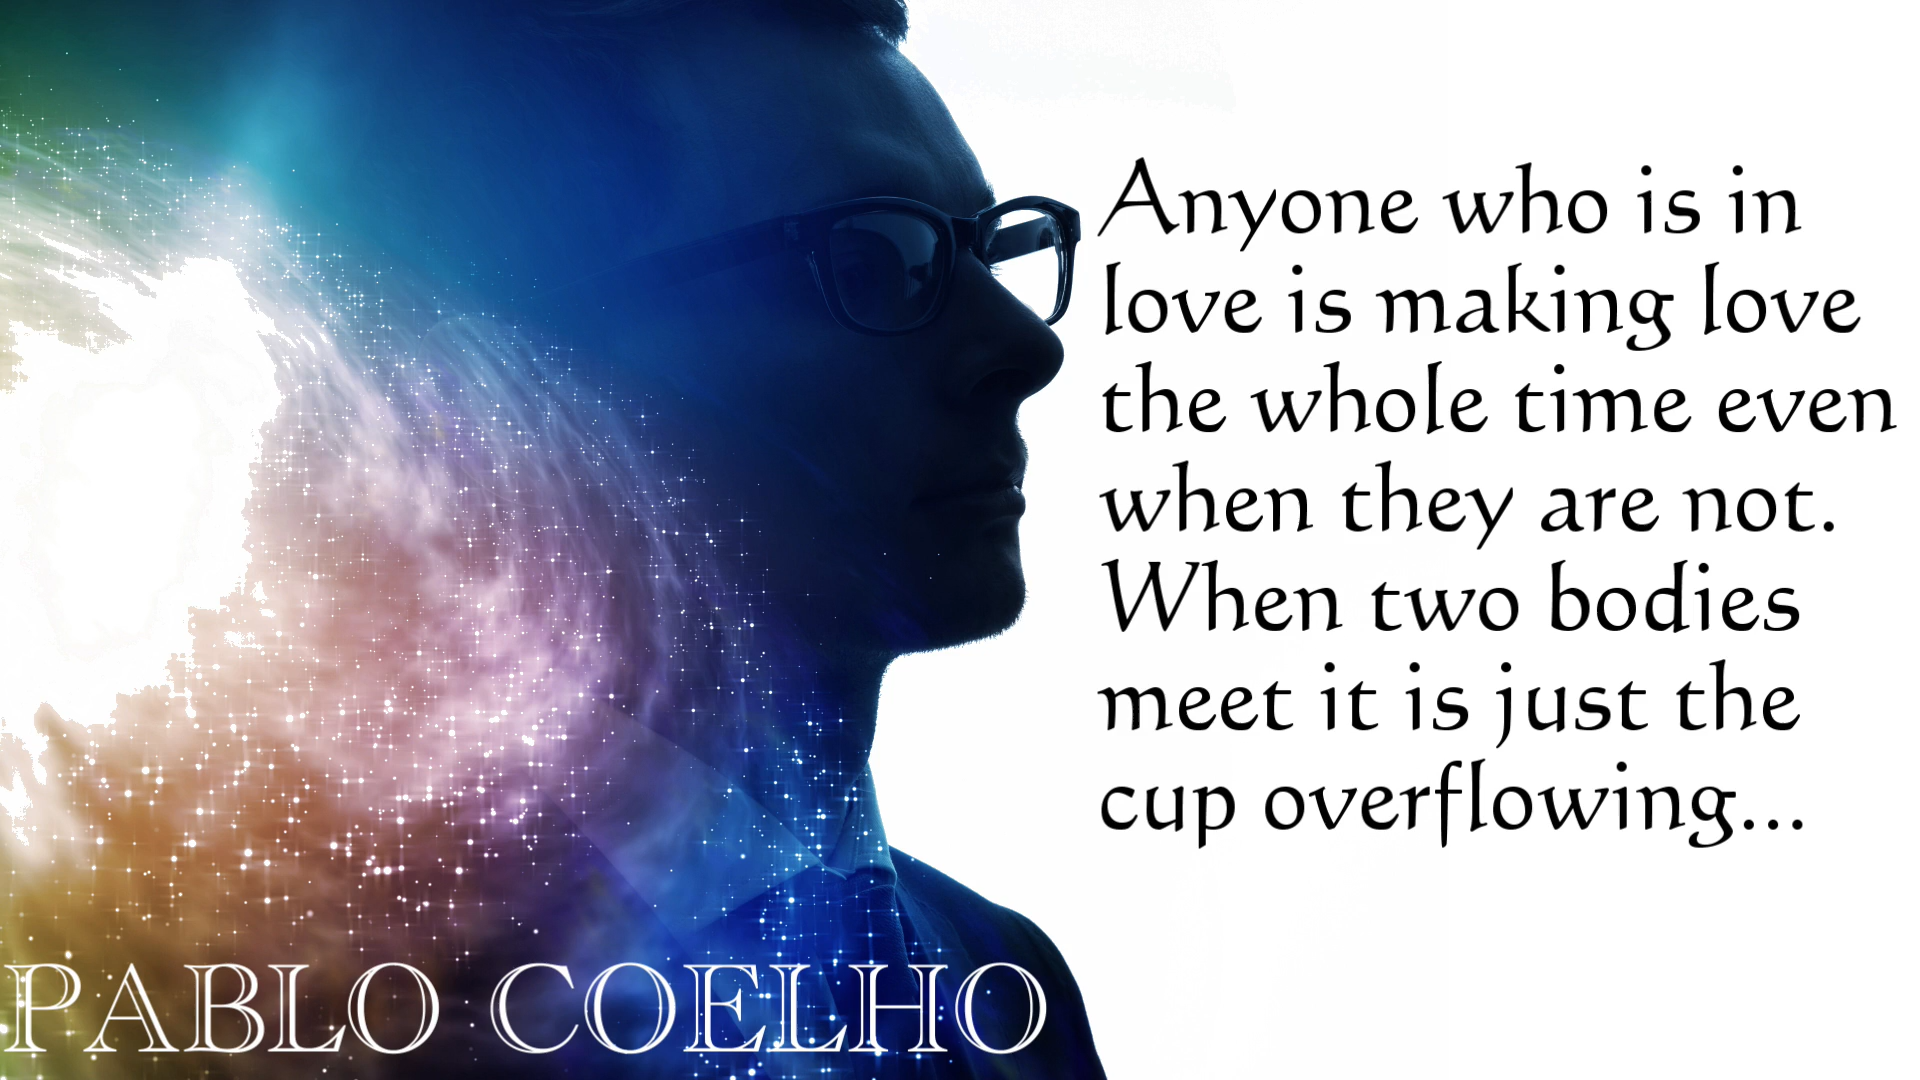 Anyone who is in
love is making love
the whole time even
when they are not.
When two bodies
meet it is just the
cup overflowing...
PABLO COELHO